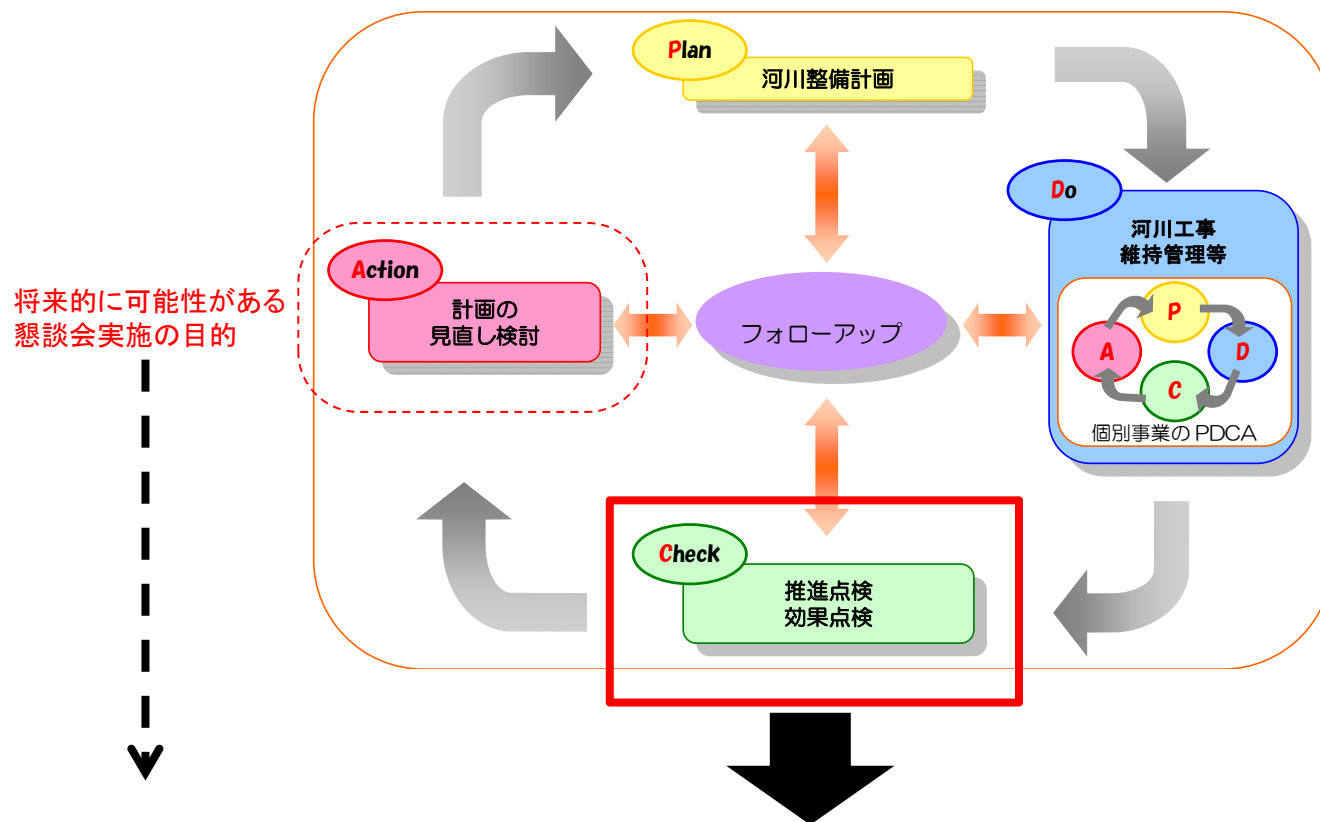 Plan
河川整備計画
Do
河川工事
維持管理等
P
A
D
C
個別事業のPDCA
Action
計画の
見直し検討
フォローアップ
将来的に可能性がある
懇談会実施の目的
Check
推進点検
効果点検